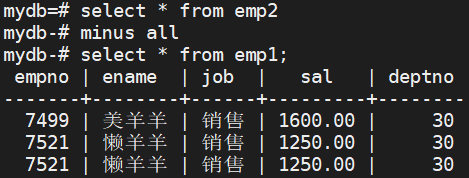 mydb=# select * from emp2
mydb-# minus all
mydb-# select * from emp1;
 empno | ename  | job  |   sal   | deptno
-------+--------+------+---------+--------
  7499 | 美羊羊 | 销售 | 1600.00 |     30
  7521 | 懒羊羊 | 销售 | 1250.00 |     30
  7521 | 懒羊羊 | 销售 | 1250.00 |     30